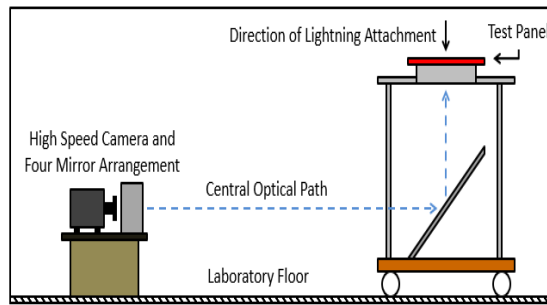 Direction of Lightning Attachment
Test Panel
High Speed Camera and
Four Mirror Arrangement
Central Optical Path
Laboratory Floor